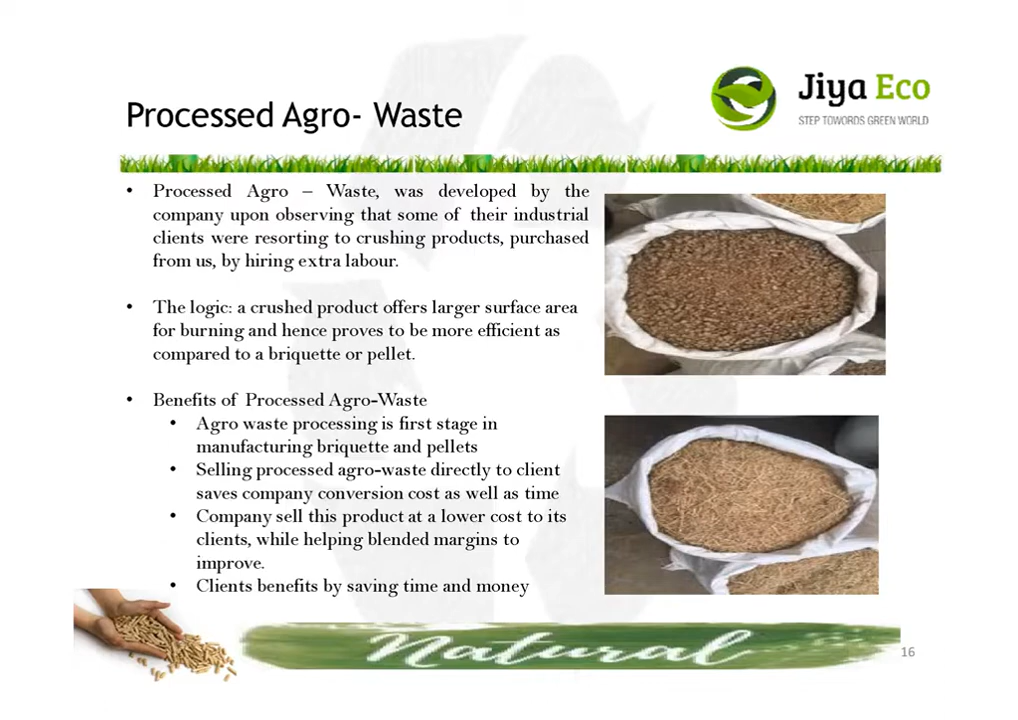 Processed Agro- Waste
Jiya Eco
STEP TOWORDS GREEN WORLD
• Processed Agro – Waste, was developed by the
company upon observing that some of their industrial
clients were resorting to crushing products, purchased
from us, by hiring extra labour.
• The logic: a crushed product offers larger surface area
for burning and hence proves to be more efficient as
compared to a briquette or pellet.
• Benefits of Processed Agro-Waste
• Agro waste processing is first stage in
manufacturing briquette and pellets
• Selling processed agro-waste directly to client
saves company conversion cost as well as time
• Company sell this product at a lower cost to its
clients, while helping blended margins to
improve.
• Clients benefits by saving time and money
Natural
16